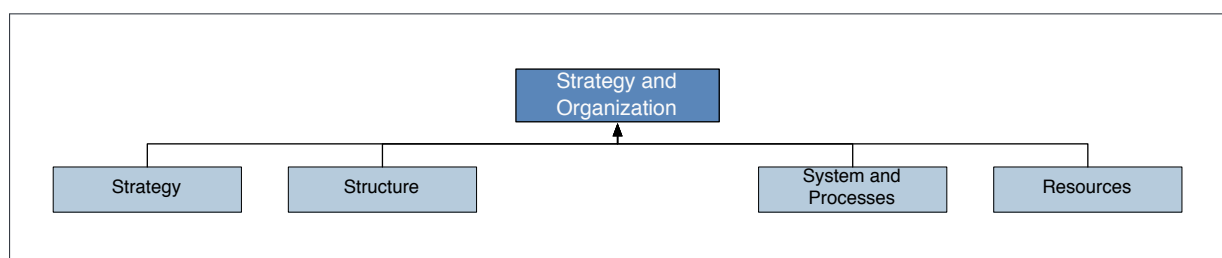 Strategy and
Organization
Strategy
Structure
System and
Processes
Resources